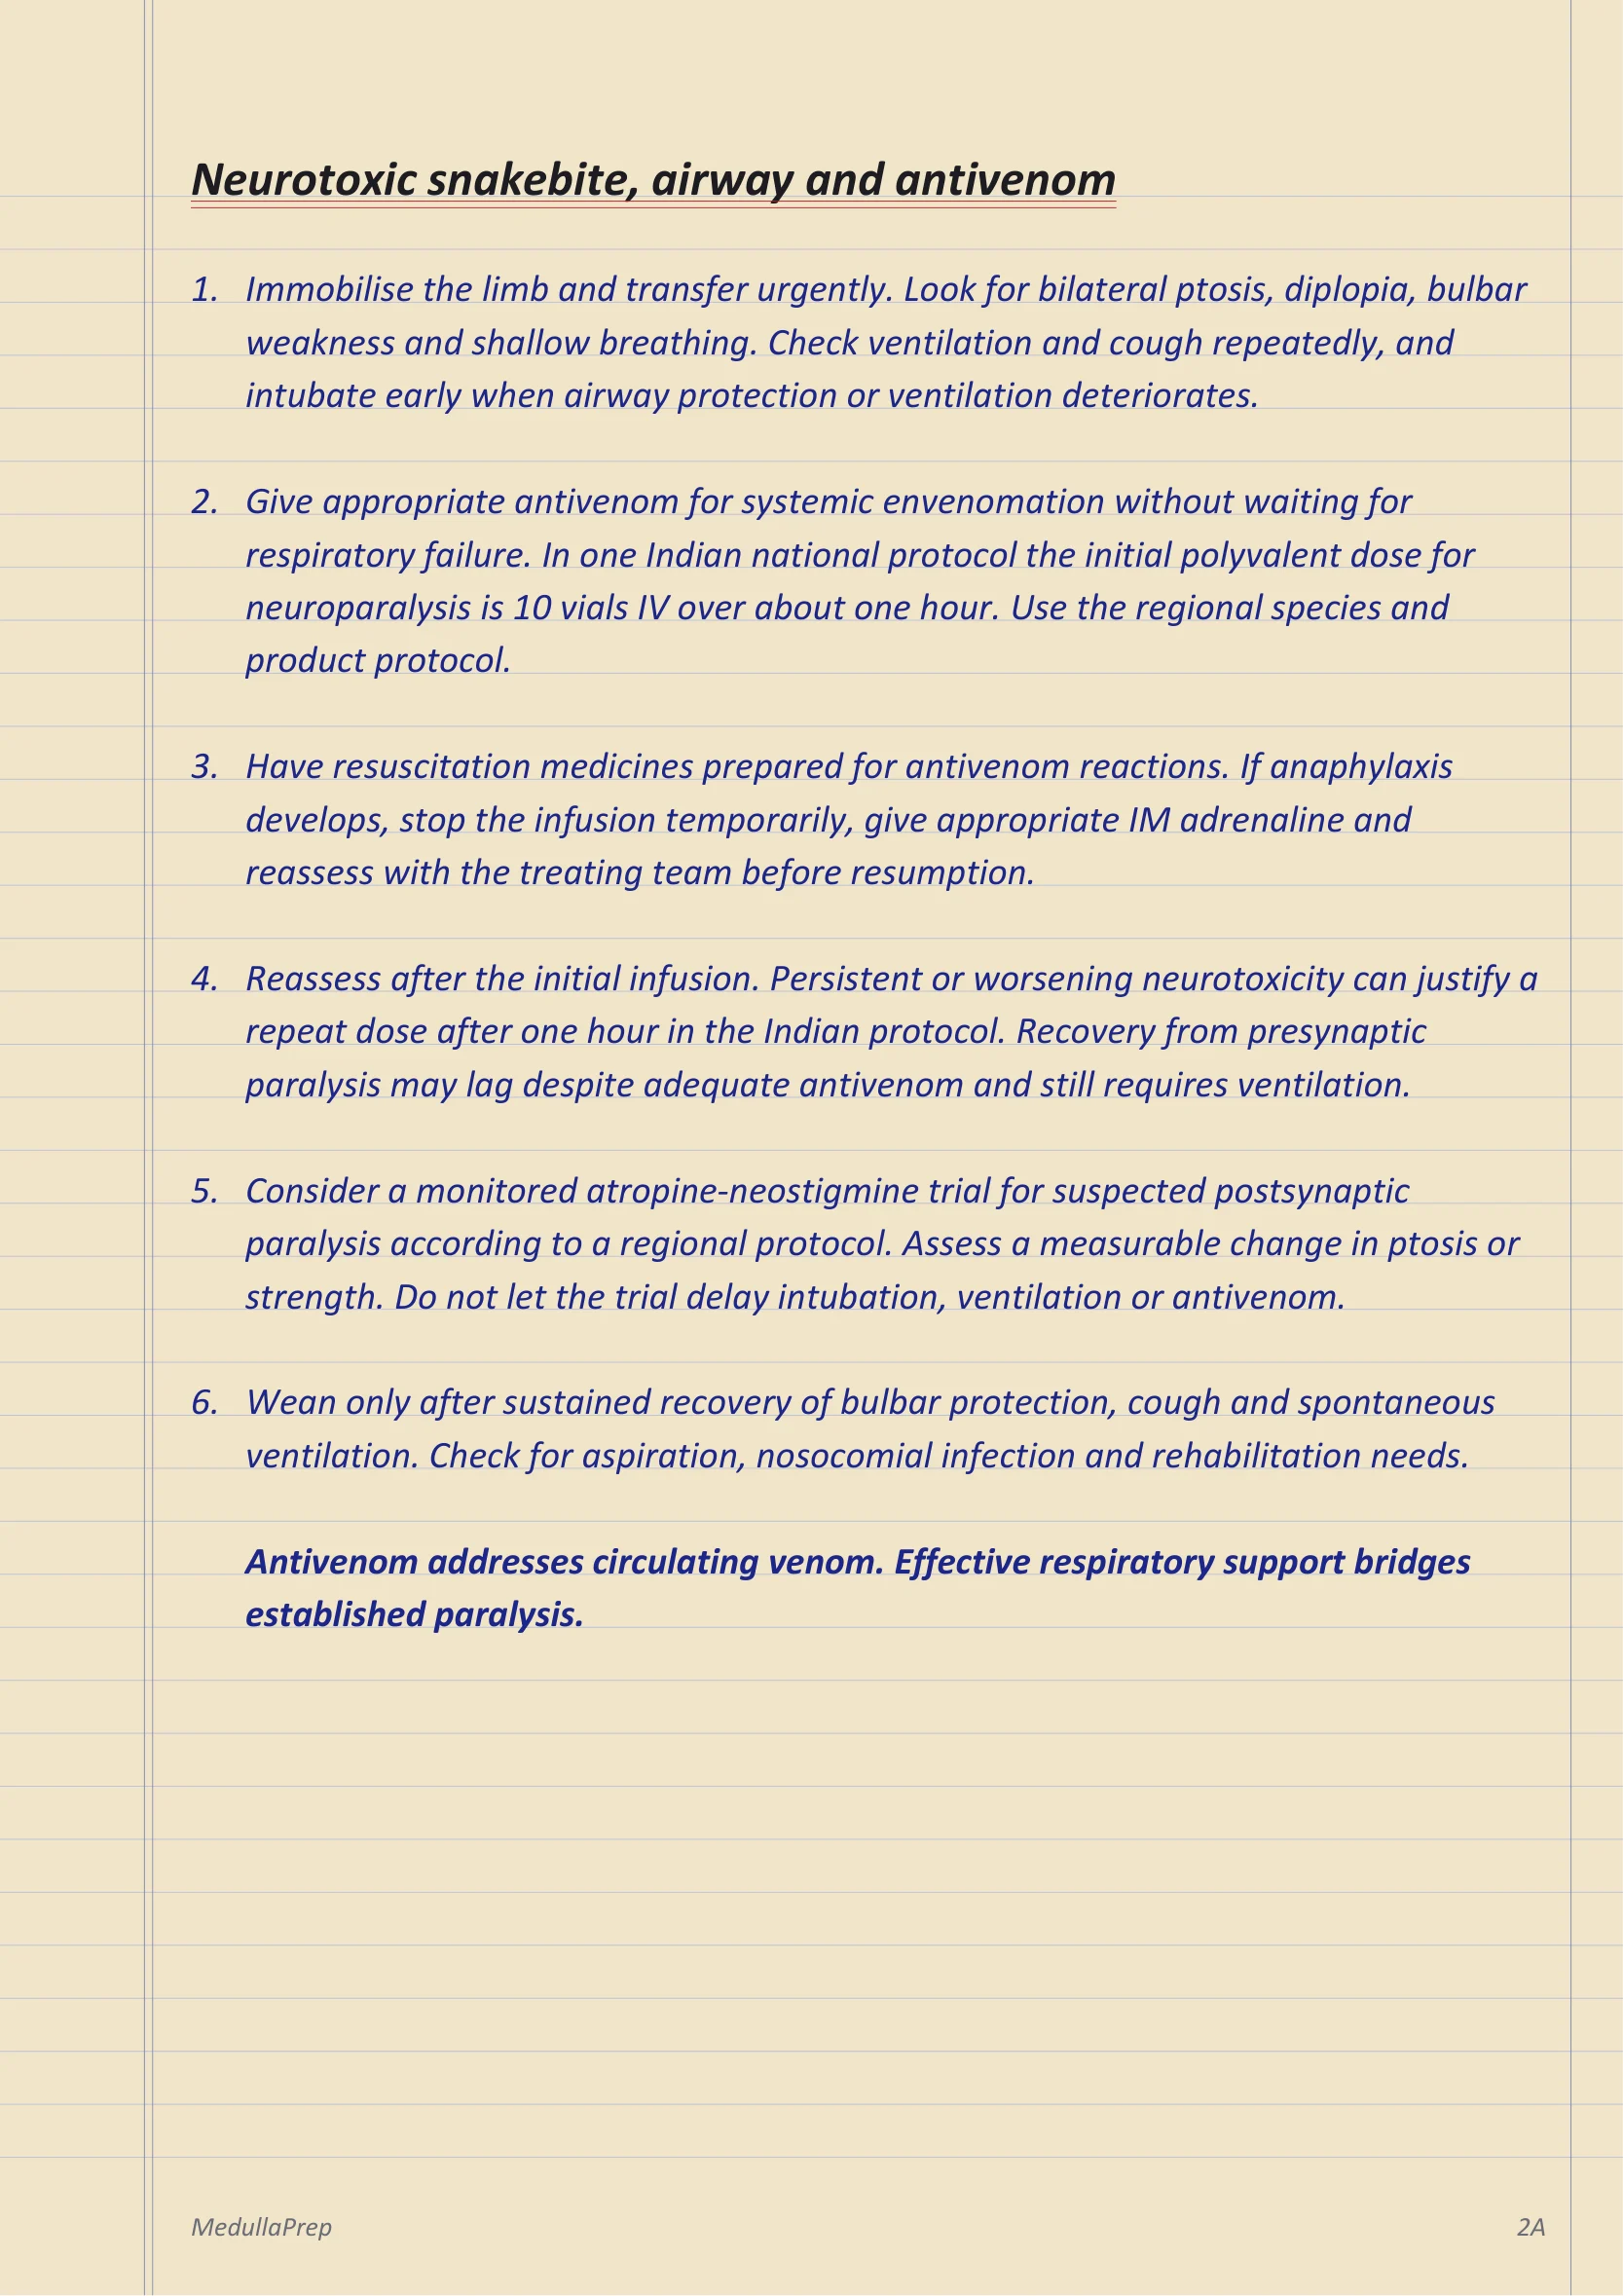 Neurotoxic snakebite, airway and antivenom
1. Immobilise the limb and transfer urgently. Look for bilateral ptosis, diplopia, bulbar
weakness and shallow breathing. Check ventilation and cough repeatedly, and
intubate early when airway protection or ventilation deteriorates.
2. Give appropriate antivenom for systemic envenomation without waiting for
respiratory failure. In one Indian national protocol the initial polyvalent dose for
neuroparalysis is 10 vials IV over about one hour. Use the regional species and
product protocol.
3. Have resuscitation medicines prepared for antivenom reactions. If anaphylaxis
develops, stop the infusion temporarily, give appropriate IM adrenaline and
reassess with the treating team before resumption.
4. Reassess after the initial infusion. Persistent or worsening neurotoxicity can justify a
repeat dose after one hour in the Indian protocol. Recovery from presynaptic
paralysis may lag despite adequate antivenom and still requires ventilation.
5. Consider a monitored atropine-neostigmine trial for suspected postsynaptic
paralysis according to a regional protocol. Assess a measurable change in ptosis or
strength. Do not let the trial delay intubation, ventilation or antivenom.
6. Wean only after sustained recovery of bulbar protection, cough and spontaneous
ventilation. Check for aspiration, nosocomial infection and rehabilitation needs.
Antivenom addresses circulating venom. Effective respiratory support bridges
established paralysis.
MedullaPrep
2A